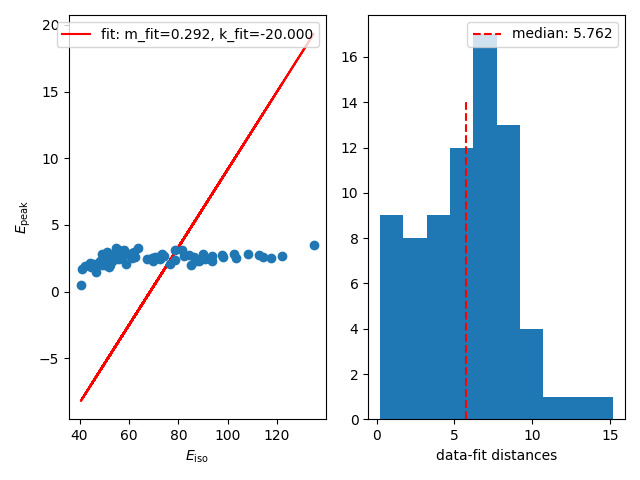 fit: m_fit=0.292, k_fit=-20.000
20
15
10
5
0
−5
E_peak
40 60 80 100 120
E_iso
median: 5.762
16
14
12
10
8
6
4
2
0
0 5 10 15
data-fit distances